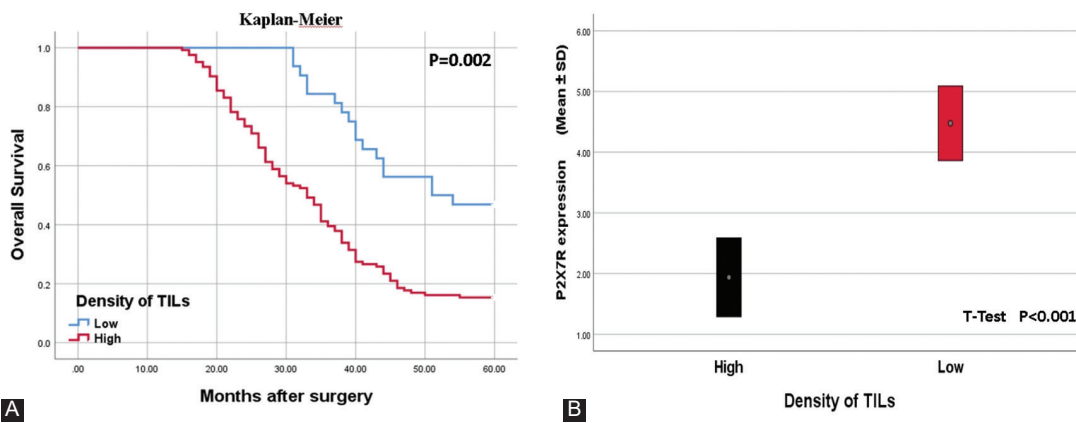 Kaplan-Meier
P=0.002
1.0
0.8
0.6
0.4
0.2
0.0
Overall Survival
Density of TILs
Low
High
.00 10.00 20.00 30.00 40.00 50.00 60.00
Months after surgery
A
6.00
5.00
4.00
3.00
2.00
1.00
P2X7R expression (Mean ± SD)
T-Test P<0.001
High Low
Density of TILs
B